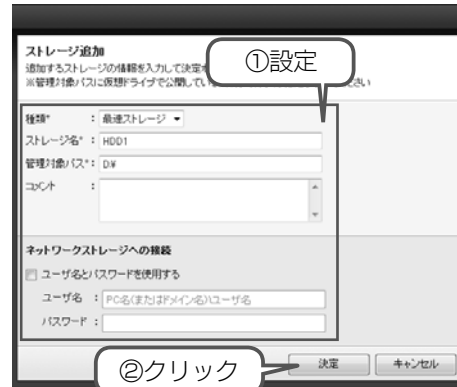 ストレージ追加
①設定
追加するストレージの情報を入力して決定
※管理対象パスに仮想ドライブで公開してい
ださい
種類* : 最速ストレージ
ストレージ名* : HDD1
管理対象パス* : D:¥
コメント :
ネットワークストレージへの接続
ユーザ名とパスワードを使用する
ユーザ名 : PC名(またはドメイン名)\ユーザ名
パスワード :
②クリック
決定 キャンセル